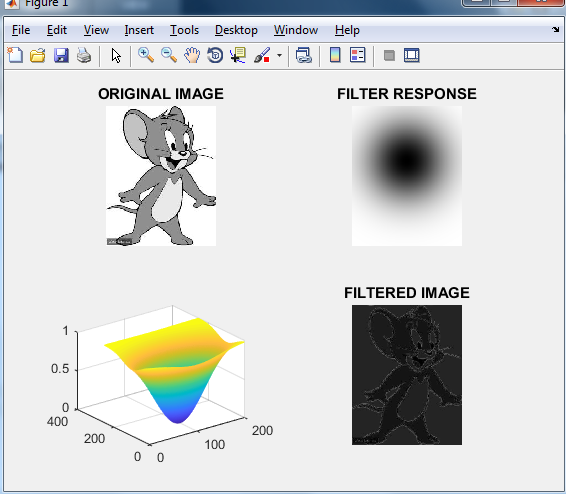 Figure 1
File Edit View Insert Tools Desktop Window Help
ORIGINAL IMAGE
FILTER RESPONSE
FILTERED IMAGE
1
0.5
0
400
200
0
0
100
200